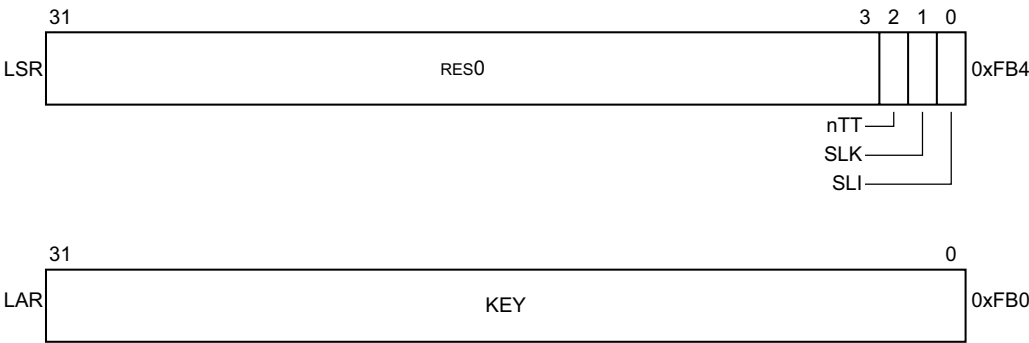 31 3 2 1 0
LSR RES0 0xFB4
nTT
SLK
SLI
31 0
LAR KEY 0xFB0